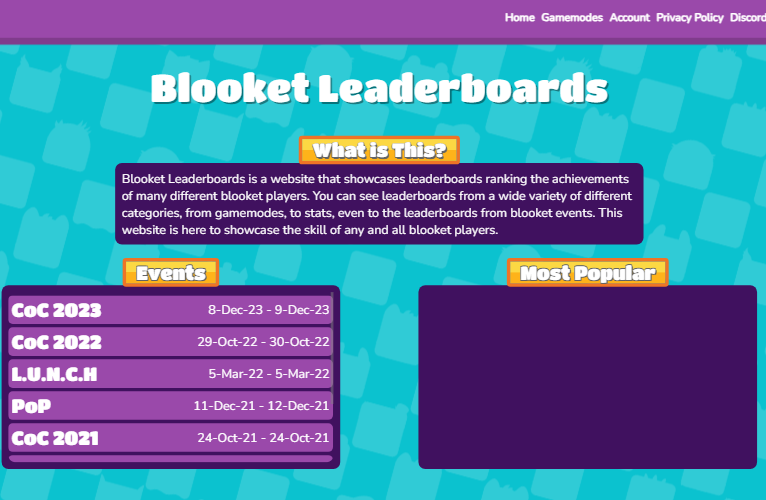 Home Gamemodes Account Privacy Policy Discord
Blooket Leaderboards
What is This?
Blooket Leaderboards is a website that showcases leaderboards ranking the achievements
of many different blooket players. You can see leaderboards from a wide variety of different
categories, from gamemodes, to stats, even to the leaderboards from blooket events. This
website is here to showcase the skill of any and all blooket players.
Events
Most Popular
CoC 2023 8-Dec-23 - 9-Dec-23
CoC 2022 29-Oct-22 - 30-Oct-22
L.U.N.C.H 5-Mar-22 - 5-Mar-22
PoP 11-Dec-21 - 12-Dec-21
CoC 2021 24-Oct-21 - 24-Oct-21